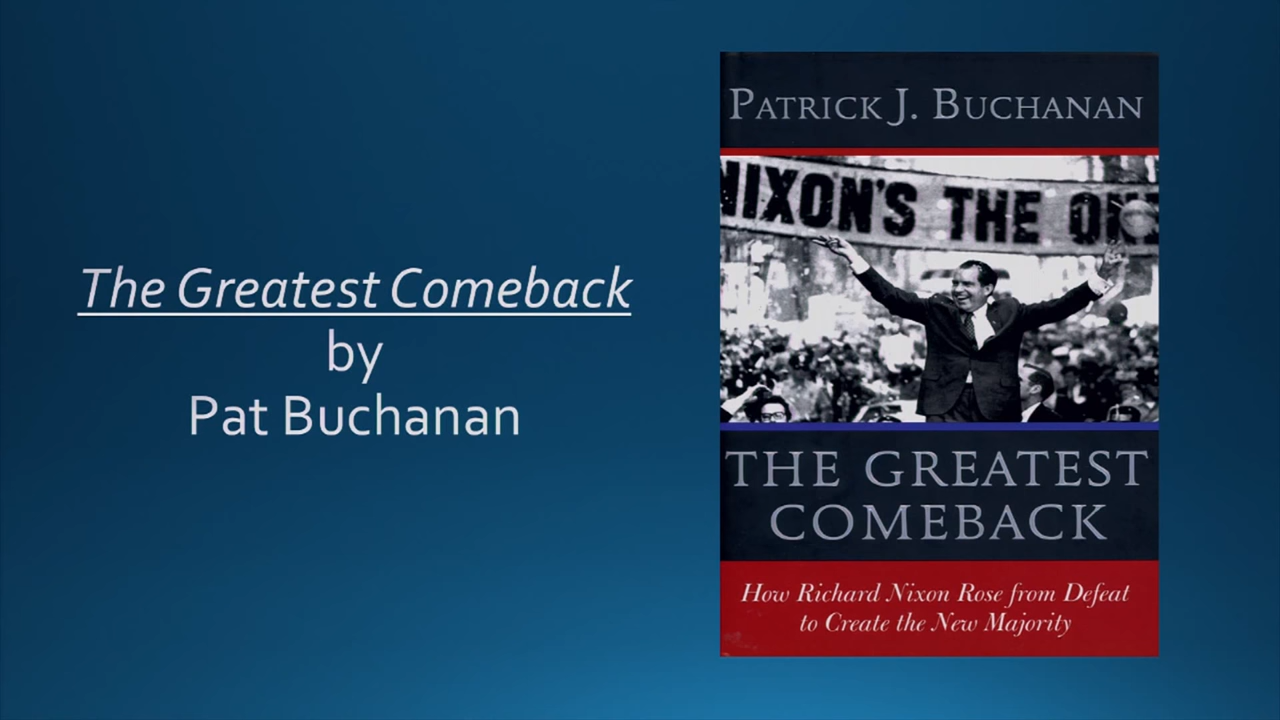 The Greatest Comeback
by
Pat Buchanan
PATRICK J. BUCHANAN
NIXON'S THE ONE
THE GREATEST
COMEBACK
How Richard Nixon Rose from Defeat
to Create the New Majority